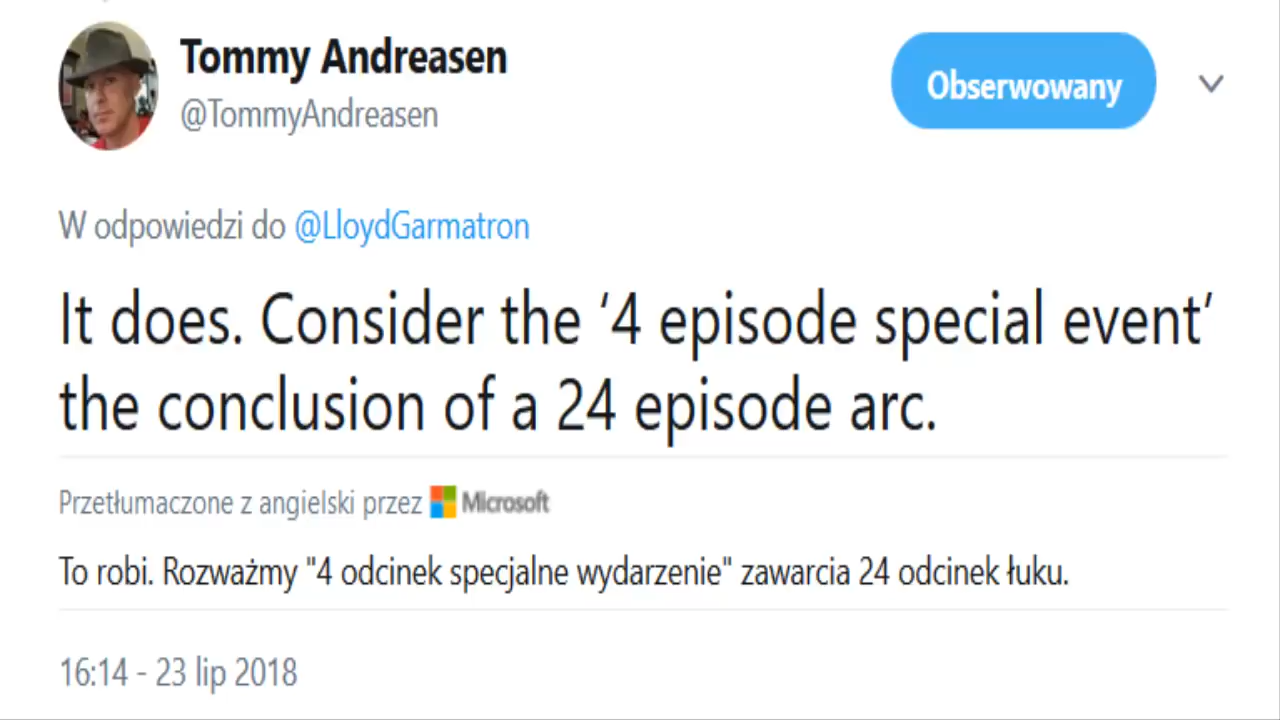 Tommy Andreasen
@TommyAndreasen
Obserwowany
W odpowiedzi do @LloydGarmatron
It does. Consider the ‘4 episode special event’
the conclusion of a 24 episode arc.
Przetłumaczone z angielski przez Microsoft
To robi. Rozważmy "4 odcinek specjalne wydarzenie" zawarcia 24 odcinek łuku.
16:14 - 23 lip 2018